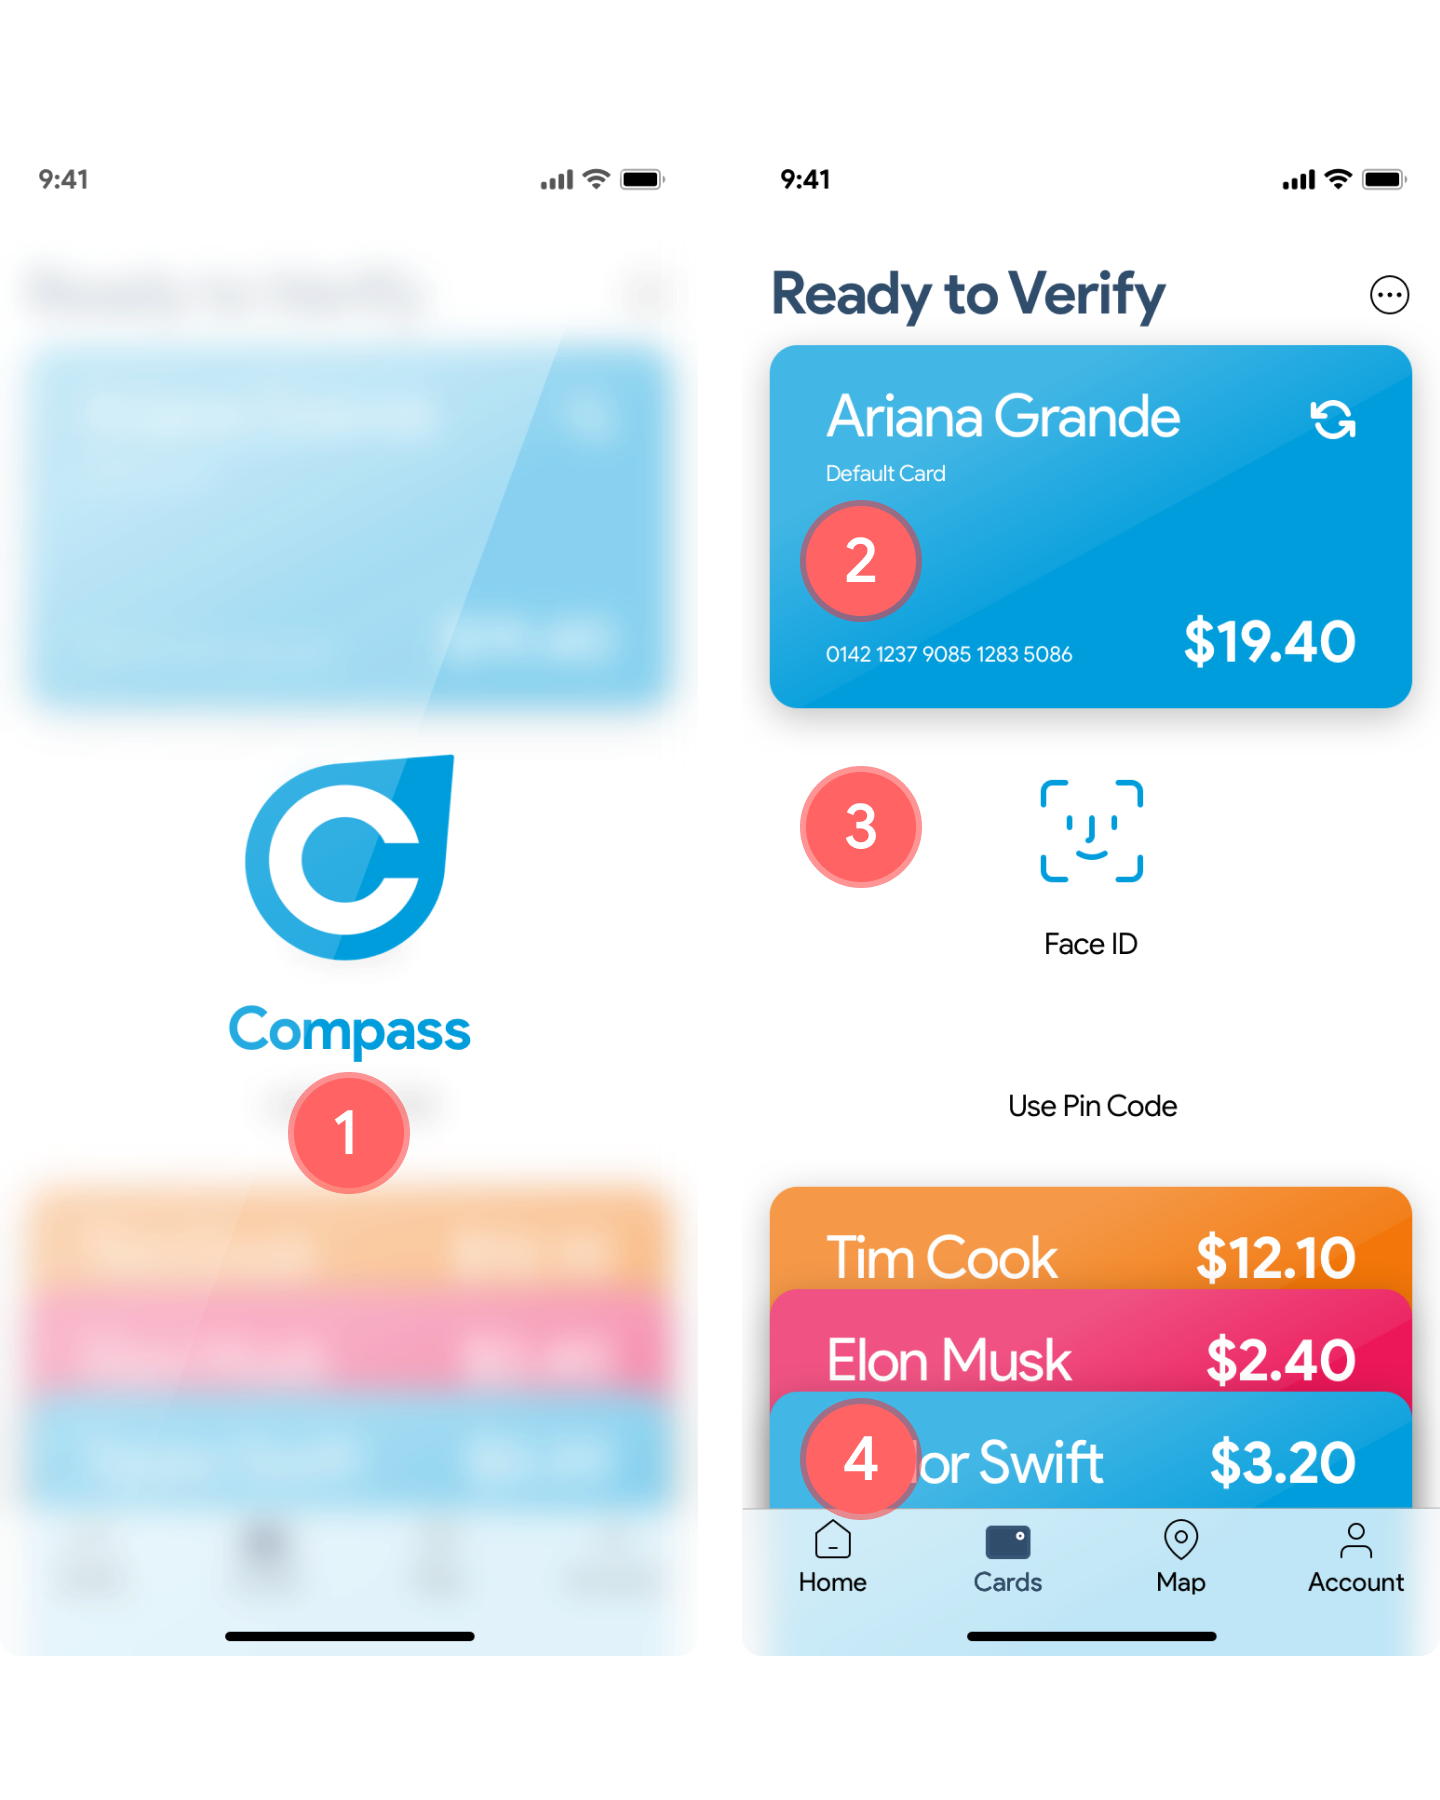 9:41
Compass
1
9:41
Ready to Verify
Ariana Grande
Default Card
2
0142 1237 9085 1283 5086
$19.40
3
Face ID
Use Pin Code
Tim Cook
$12.10
Elon Musk
$2.40
4
lor Swift
$3.20
Home
Cards
Map
Account